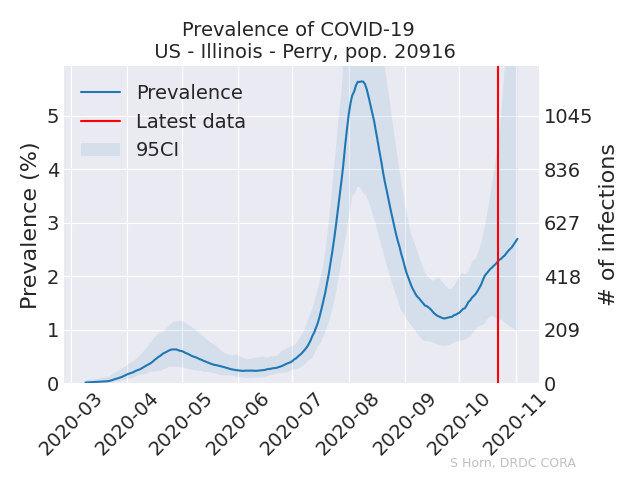 Prevalence of COVID-19
US - Illinois - Perry, pop. 20916
Prevalence
Latest data
95CI
Prevalence (%)
5
4
3
2
1
0
1045
836
627
418
209
0
# of infections
2020-03
2020-04
2020-05
2020-06
2020-07
2020-08
2020-09
2020-10
2020-11
S Horn, DRDC CORA